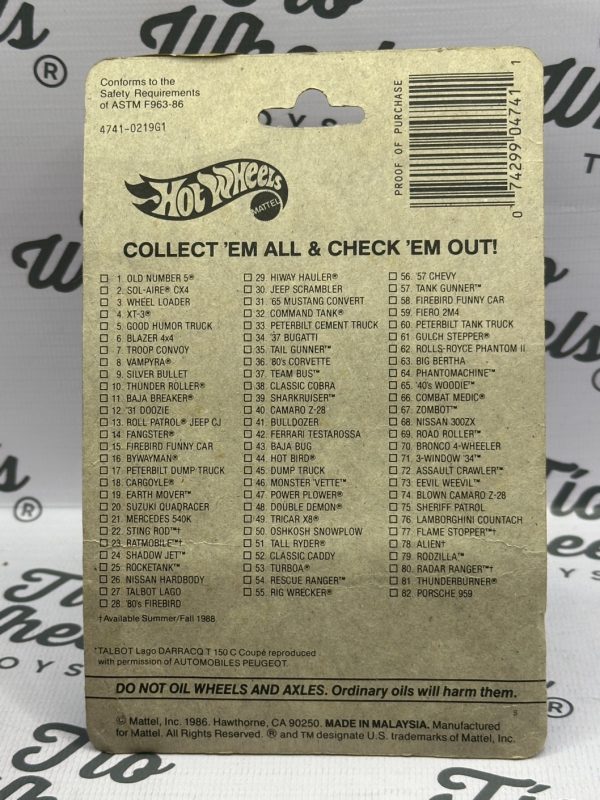 Conforms to the
Safety Requirements
of ASTM F963-86
4741-0219G1
PROOF OF PURCHASE
0 74299 04741 1
Hot Wheels
MATTEL
COLLECT 'EM ALL & CHECK 'EM OUT!
1. OLD NUMBER 5®
2. SOL-AIRE® CX4
3. WHEEL LOADER
4. XT-3®
5. GOOD HUMOR TRUCK
6. BLAZER 4x4
7. TROOP CONVOY
8. VAMPYRA®
9. SILVER BULLET
10. THUNDER ROLLER®
11. BAJA BREAKER®
12. '31 DOOZIE
13. ROLL PATROL® JEEP CJ
14. FANGSTER®
15. FIREBIRD FUNNY CAR
16. BYWAYMAN®
17. PETERBILT DUMP TRUCK
18. CARGOYLE®
19. EARTH MOVER™
20. SUZUKI QUADRACER
21. MERCEDES 540K
22. STING ROD™†
23. RATMOBILE™†
24. SHADOW JET™
25. ROCKETANK™
26. NISSAN HARDBODY
27. TALBOT LAGO
28. '80s FIREBIRD
29. HIWAY HAULER®
30. JEEP SCRAMBLER
31. '65 MUSTANG CONVERT
32. COMMAND TANK®
33. PETERBILT CEMENT TRUCK
34. '37 BUGATTI
35. TAIL GUNNER™
36. '80s CORVETTE
37. TEAM BUS™
38. CLASSIC COBRA
39. SHARKRUISER™
40. CAMARO Z-28
41. BULLDOZER
42. FERRARI TESTAROSSA
43. BAJA BUG
44. HOT BIRD®
45. DUMP TRUCK
46. MONSTER 'VETTE™
47. POWER PLOWER®
48. DOUBLE DEMON®
49. TRICAR X8®
50. OSHKOSH SNOWPLOW
51. TALL RYDER®
52. CLASSIC CADDY
53. TURBOA®
54. RESCUE RANGER™
55. RIG WRECKER®
56. '57 CHEVY
57. TANK GUNNER™
58. FIREBIRD FUNNY CAR
59. FIERO 2M4
60. PETERBILT TANK TRUCK
61. GULCH STEPPER®
62. ROLLS-ROYCE PHANTOM II
63. BIG BERTHA
64. PHANTOMACHINE™
65. '40's WOODIE™
66. COMBAT MEDIC®
67. ZOMBOT™
68. NISSAN 300ZX
69. ROAD ROLLER™
70. BRONCO 4-WHEELER
71. 3-WINDOW '34™
72. ASSAULT CRAWLER™
73. EEVIL WEEVIL™
74. BLOWN CAMARO Z-28
75. SHERIFF PATROL
76. LAMBORGHINI COUNTACH
77. FLAME STOPPER™†
78. ALIEN†
79. RODZILLA™
80. RADAR RANGER™†
81. THUNDERBURNER®
82. PORSCHE 959
†Available Summer/Fall 1988
*TALBOT Lago DARRACQ T 150 C Coupé reproduced
with permission of AUTOMOBILES PEUGEOT.
DO NOT OIL WHEELS AND AXLES. Ordinary oils will harm them.
© Mattel, Inc. 1986. Hawthorne, CA 90250. MADE IN MALAYSIA. Manufactured
for Mattel. All Rights Reserved. ® and TM designate U.S. trademarks of Mattel, Inc.
Tio
Wheels
TOYS